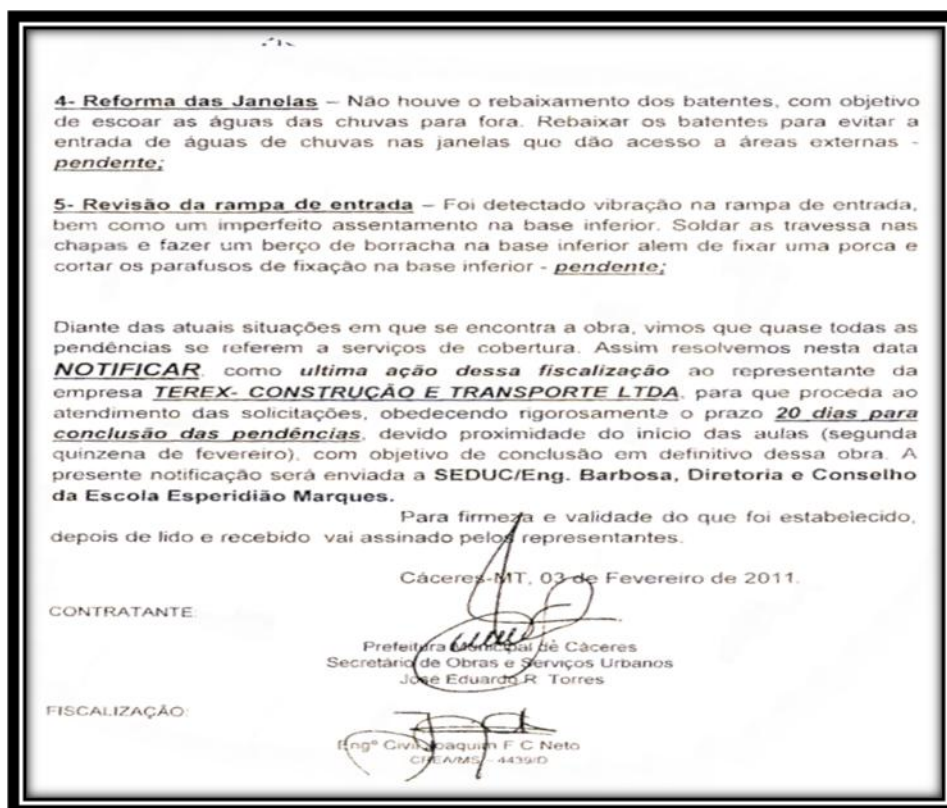 4- Reforma das Janelas – Não houve o rebaixamento dos batentes, com objetivo
de escoar as águas das chuvas para fora. Rebaixar os batentes para evitar a
entrada de águas de chuvas nas janelas que dão acesso a áreas externas -
pendente;
5- Revisão da rampa de entrada – Foi detectado vibração na rampa de entrada,
bem como um imperfeito assentamento na base inferior. Soldar as travessa nas
chapas e fazer um berço de borracha na base inferior alem de fixar uma porca e
cortar os parafusos de fixação na base inferior - pendente;
Diante das atuais situações em que se encontra a obra, vimos que quase todas as
pendências se referem a serviços de cobertura. Assim resolvemos nesta data
NOTIFICAR, como ultima ação dessa fiscalização ao representante da
empresa TEREX- CONSTRUÇÃO E TRANSPORTE LTDA, para que proceda ao
atendimento das solicitações, obedecendo rigorosamente o prazo 20 dias para
conclusão das pendências, devido proximidade do início das aulas (segunda
quinzena de fevereiro), com objetivo de conclusão em definitivo dessa obra. A
presente notificação será enviada a SEDUC/Eng. Barbosa, Diretoria e Conselho
da Escola Esperidião Marques.
Para firmeza e validade do que foi estabelecido,
depois de lido e recebido vai assinado pelos representantes.
Cáceres-MT, 03 de Fevereiro de 2011.
CONTRATANTE:
Prefeitura Municipal de Cáceres
Secretário de Obras e Serviços Urbanos
José Eduardo R. Torres
FISCALIZAÇÃO:
Engº Civil Joaquim F C Neto
CREA/MS - 4439/D